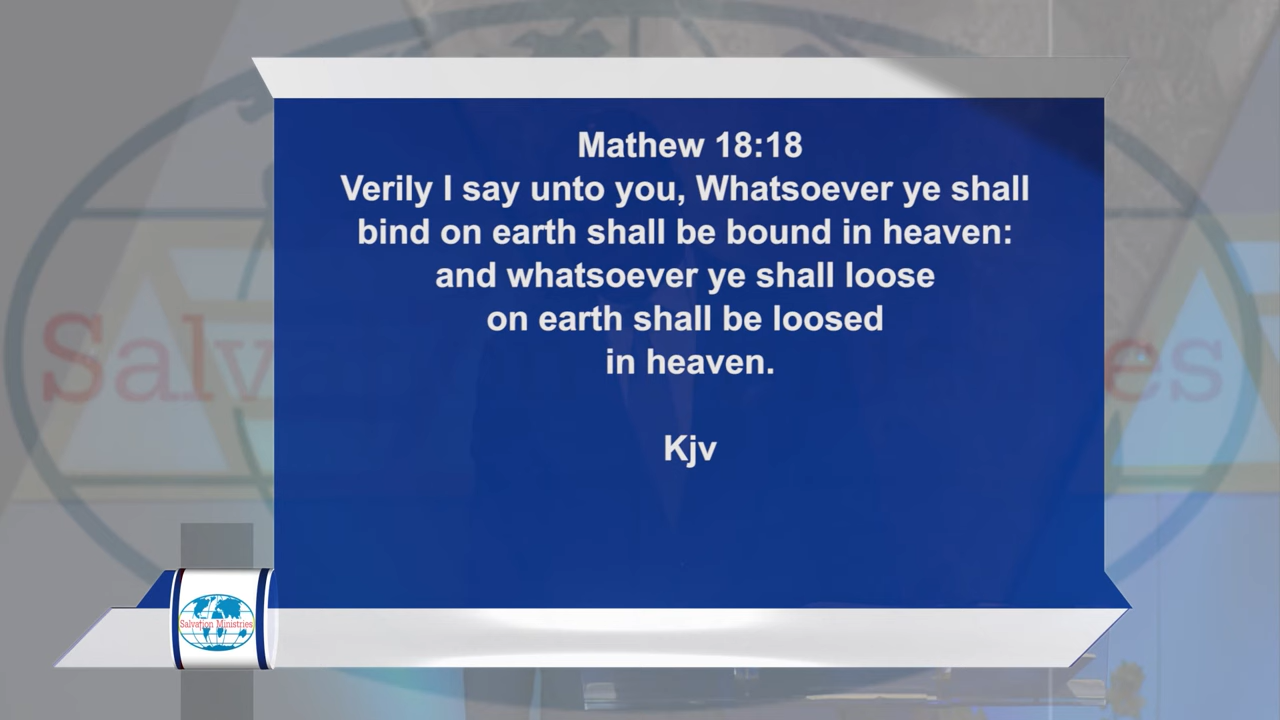 Mathew 18:18
Verily I say unto you, Whatsoever ye shall
bind on earth shall be bound in heaven:
and whatsoever ye shall loose
on earth shall be loosed
in heaven.
Kjv
Salvation Ministries